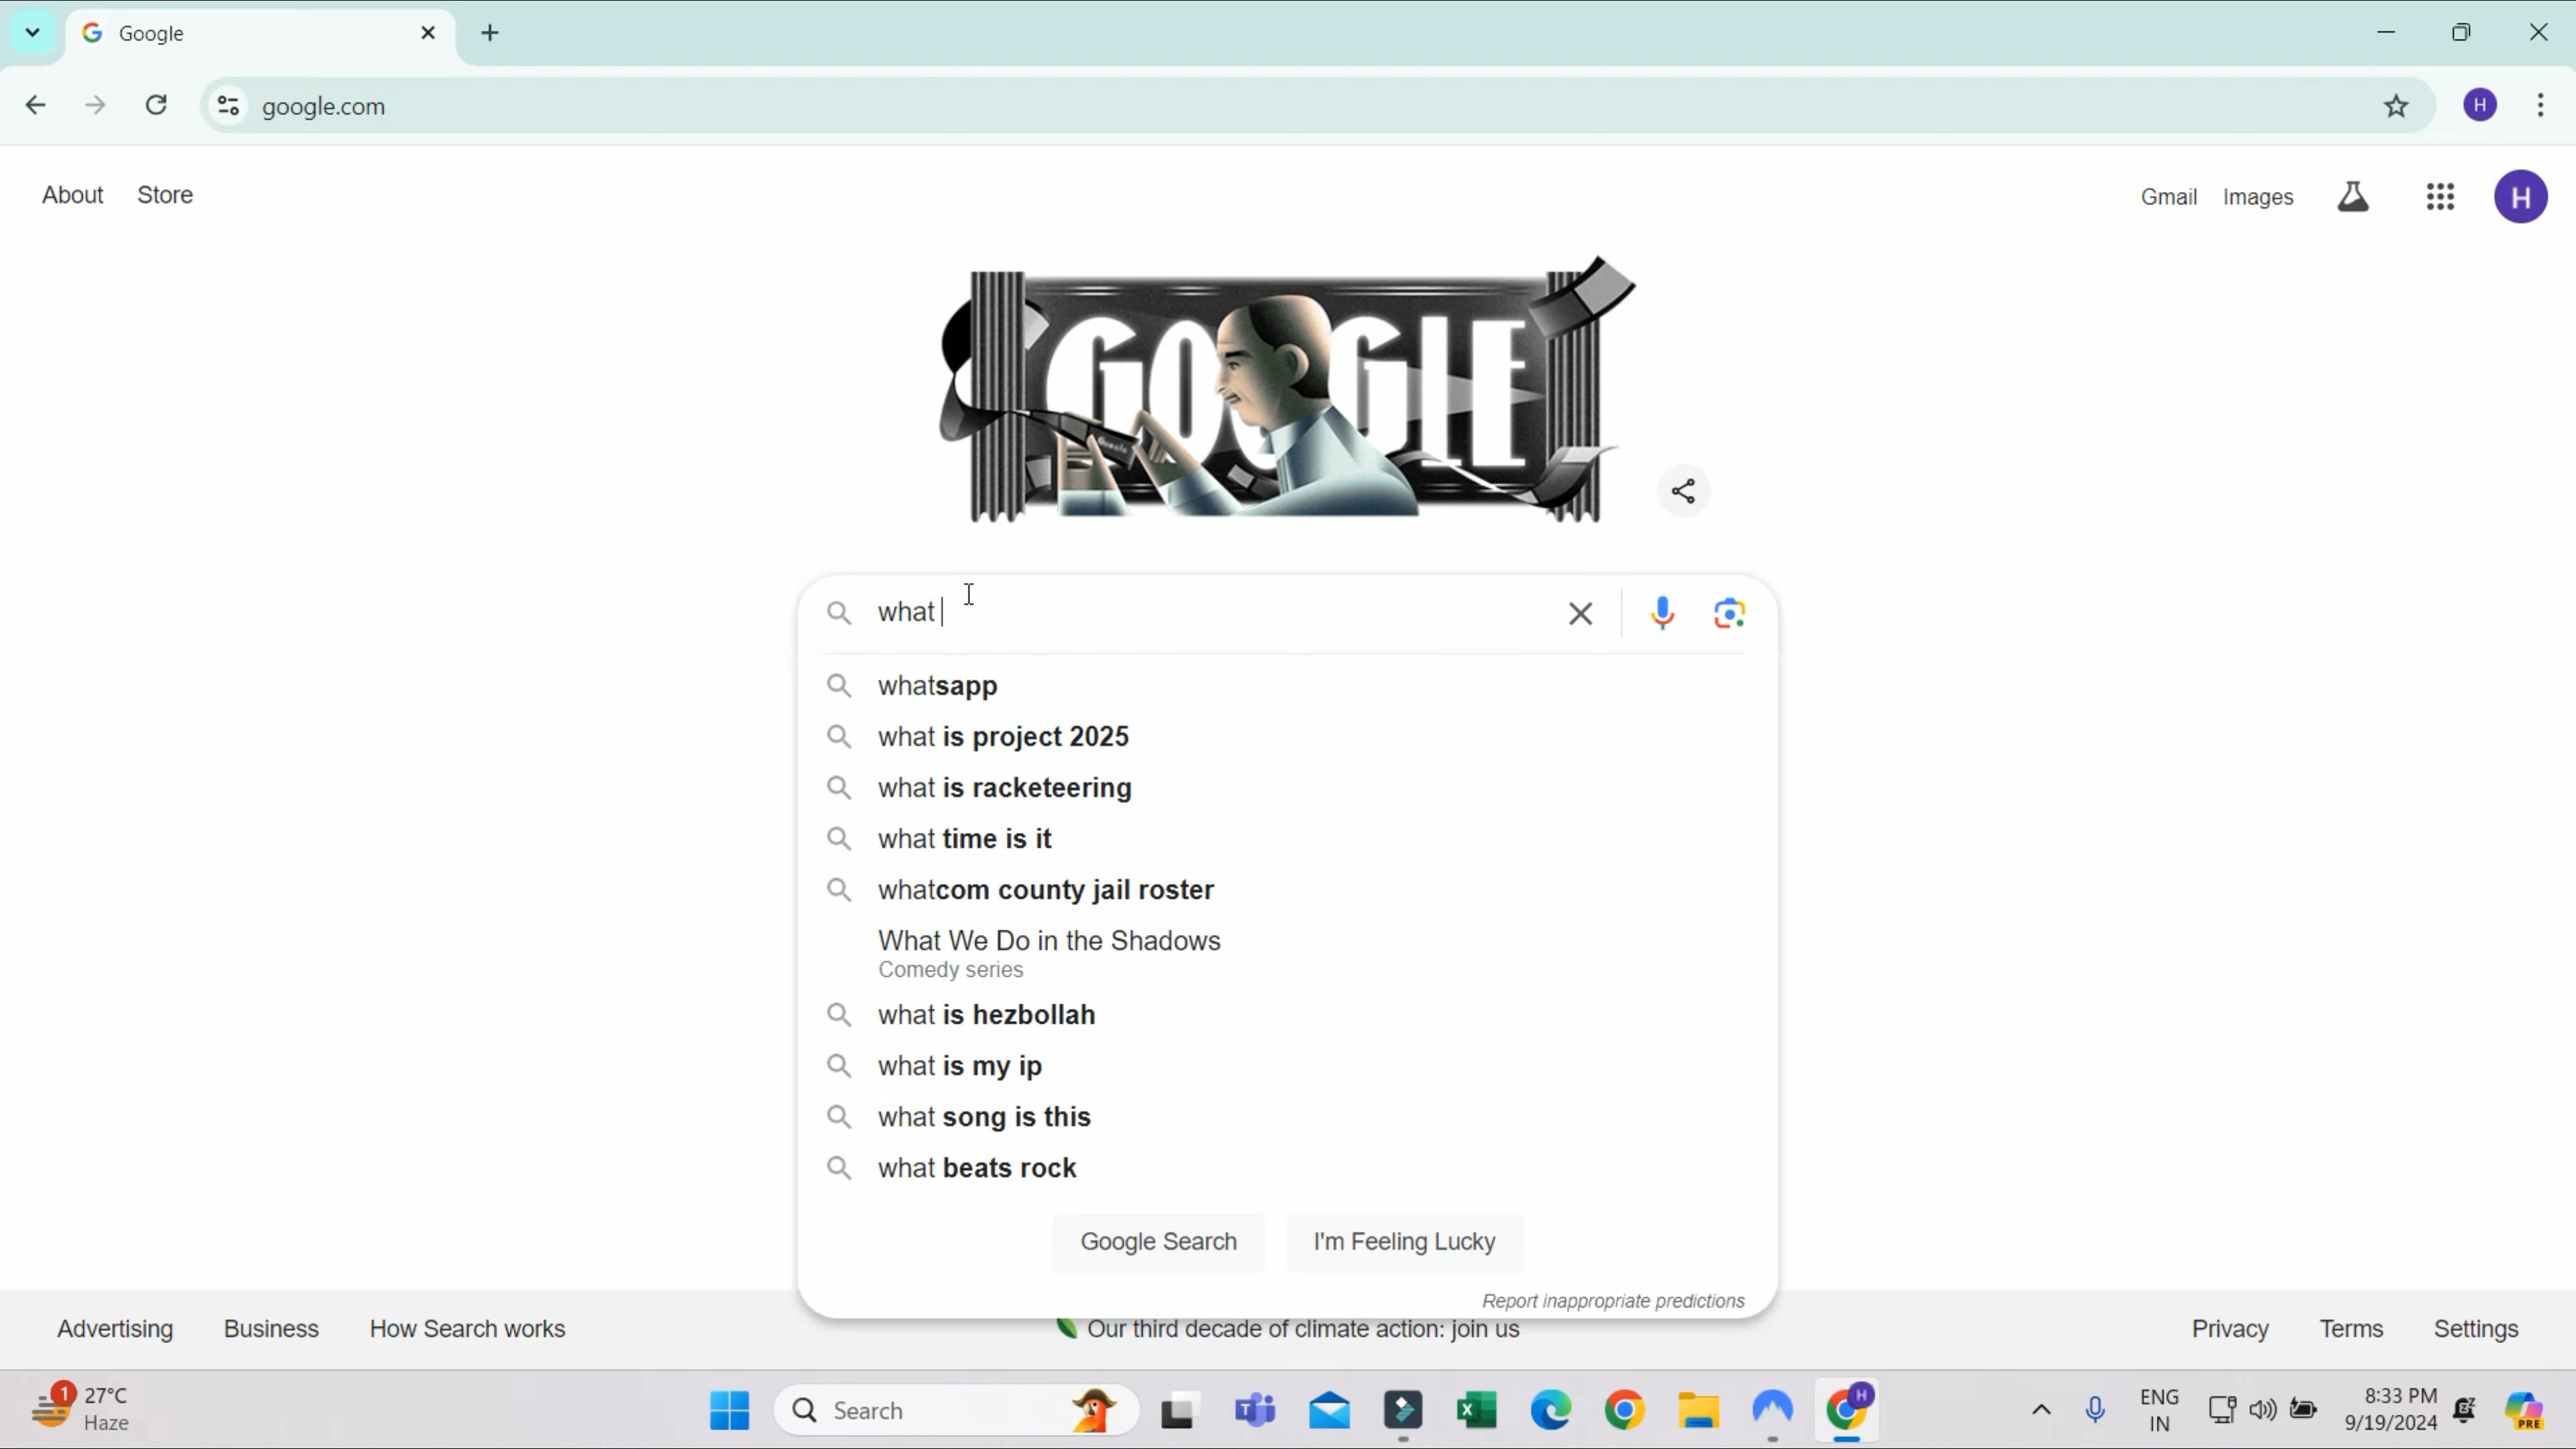 Google
google.com
H
About Store
Gmail Images
H
GOOGLE
what
whatsapp
what is project 2025
what is racketeering
what time is it
whatcom county jail roster
What We Do in the Shadows
Comedy series
what is hezbollah
what is my ip
what song is this
what beats rock
Google Search I'm Feeling Lucky
Report inappropriate predictions
Advertising Business How Search works
Our third decade of climate action: join us
Privacy Terms Settings
1
27°C
Haze
Search
H
ENG
IN
8:33 PM
9/19/2024
PRE